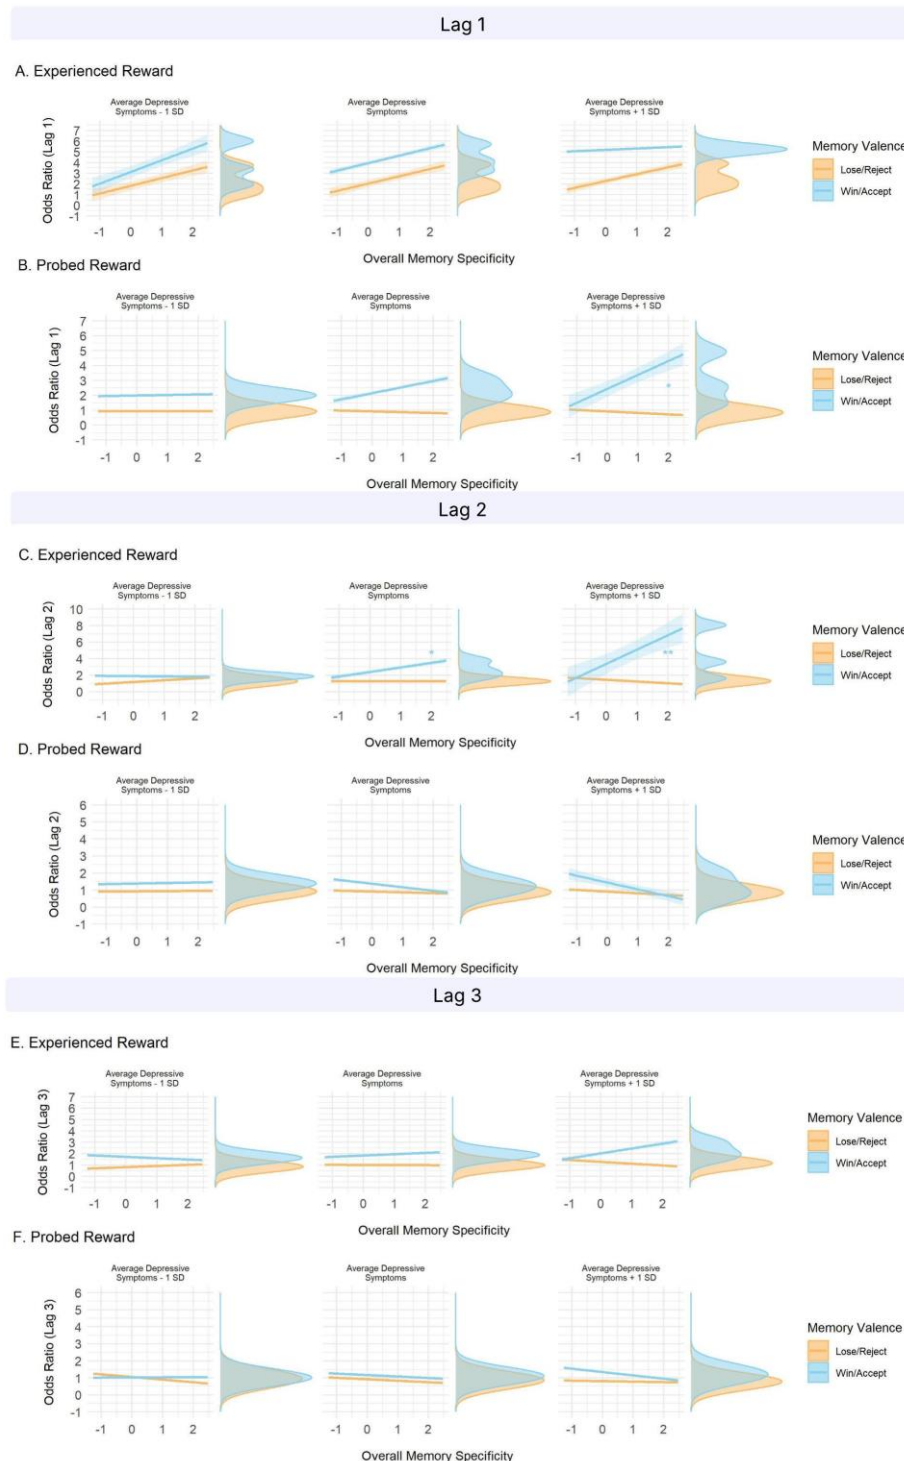 Lag 1
A. Experienced Reward
Average Depressive
Symptoms - 1 SD
Average Depressive
Symptoms
Average Depressive
Symptoms + 1 SD
Odds Ratio (Lag 1)
7
6
5
4
3
2
1
0
-1
-1 0 1 2
-1 0 1 2
-1 0 1 2
Overall Memory Specificity
Memory Valence
Lose/Reject
Win/Accept
B. Probed Reward
Average Depressive
Symptoms - 1 SD
Average Depressive
Symptoms
Average Depressive
Symptoms + 1 SD
Odds Ratio (Lag 1)
7
6
5
4
3
2
1
0
-1
-1 0 1 2
-1 0 1 2
-1 0 1 2
*
Overall Memory Specificity
Memory Valence
Lose/Reject
Win/Accept
Lag 2
C. Experienced Reward
Average Depressive
Symptoms - 1 SD
Average Depressive
Symptoms
Average Depressive
Symptoms + 1 SD
Odds Ratio (Lag 2)
10
8
6
4
2
0
-1 0 1 2
-1 0 1 2
-1 0 1 2
*
**
Overall Memory Specificity
Memory Valence
Lose/Reject
Win/Accept
D. Probed Reward
Average Depressive
Symptoms - 1 SD
Average Depressive
Symptoms
Average Depressive
Symptoms + 1 SD
Odds Ratio (Lag 2)
6
5
4
3
2
1
0
-1
-1 0 1 2
-1 0 1 2
-1 0 1 2
Overall Memory Specificity
Memory Valence
Lose/Reject
Win/Accept
Lag 3
E. Experienced Reward
Average Depressive
Symptoms - 1 SD
Average Depressive
Symptoms
Average Depressive
Symptoms + 1 SD
Odds Ratio (Lag 3)
7
6
5
4
3
2
1
0
-1
-1 0 1 2
-1 0 1 2
-1 0 1 2
Overall Memory Specificity
Memory Valence
Lose/Reject
Win/Accept
F. Probed Reward
Average Depressive
Symptoms - 1 SD
Average Depressive
Symptoms
Average Depressive
Symptoms + 1 SD
Odds Ratio (Lag 3)
6
5
4
3
2
1
0
-1
-1 0 1 2
-1 0 1 2
-1 0 1 2
Overall Memory Specificity
Memory Valence
Lose/Reject
Win/Accept